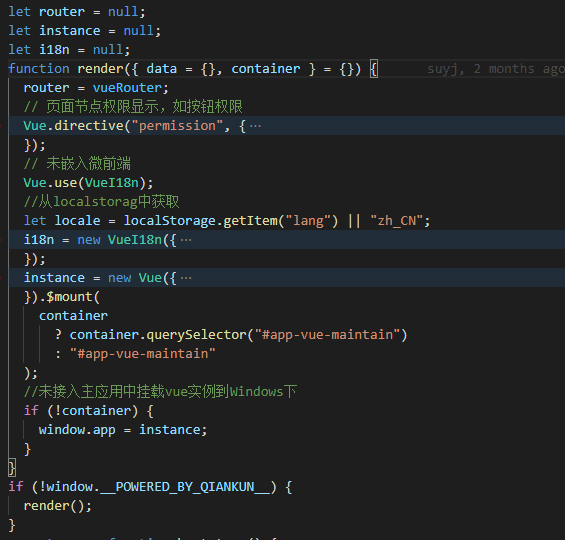 let router = null;
let instance = null;
let i18n = null;
function render({ data = {}, container } = {}) { suyj, 2 months ago
router = vueRouter;
// 页面节点权限显示，如按钮权限
Vue.directive("permission", {…
});
// 未嵌入微前端
Vue.use(VueI18n);
//从localstorag中获取
let locale = localStorage.getItem("lang") || "zh_CN";
i18n = new VueI18n({…
});
instance = new Vue({…
}).$mount(
container
? container.querySelector("#app-vue-maintain")
: "#app-vue-maintain"
);
//未接入主应用中挂载vue实例到Windows下
if (!container) {
window.app = instance;
}
}
if (!window.__POWERED_BY_QIANKUN__) {
render();
}